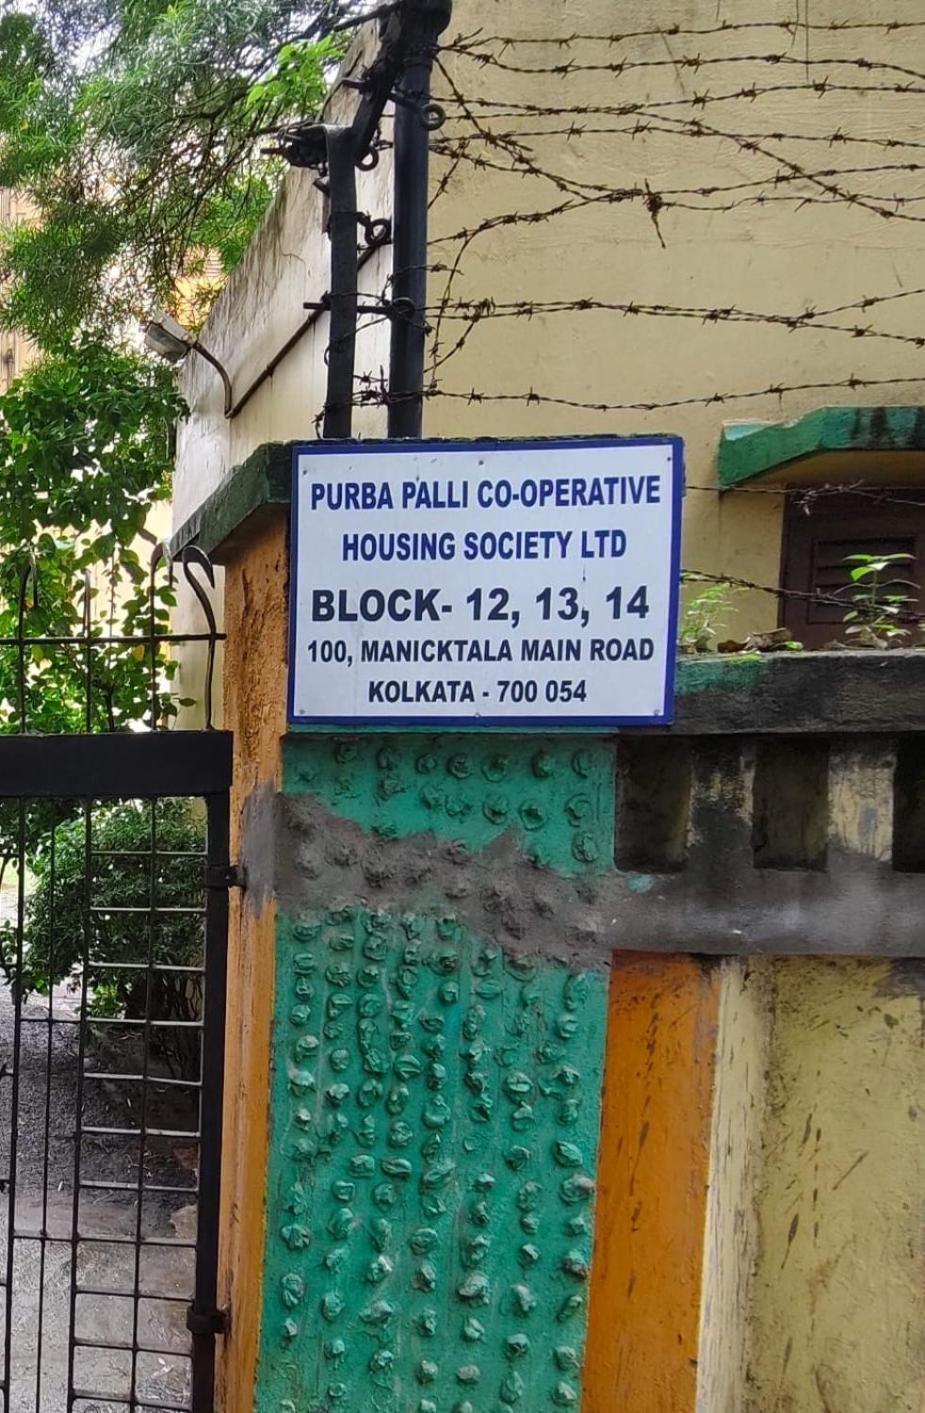 PURBA PALLI CO-OPERATIVE
HOUSING SOCIETY LTD
BLOCK- 12, 13, 14
100, MANICKTALA MAIN ROAD
KOLKATA - 700 054